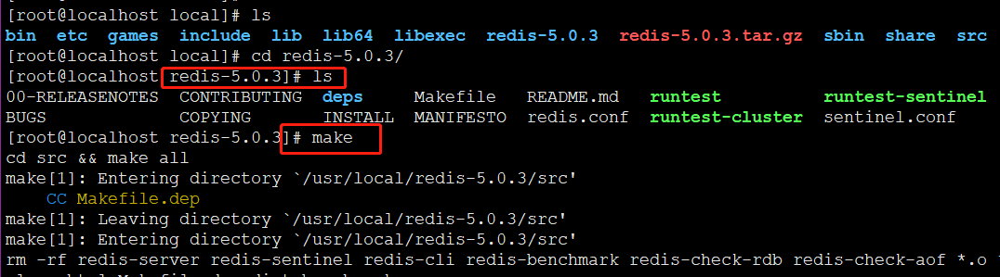 [root@localhost local]# ls
bin etc games include lib lib64 libexec redis-5.0.3 redis-5.0.3.tar.gz sbin share src
[root@localhost local]# cd redis-5.0.3/
[root@localhost redis-5.0.3]# ls
00-RELEASENOTES CONTRIBUTING deps Makefile README.md runtest runtest-sentinel
BUGS COPYING INSTALL MANIFESTO redis.conf runtest-cluster sentinel.conf
[root@localhost redis-5.0.3]# make
cd src && make all
make[1]: Entering directory `/usr/local/redis-5.0.3/src'
CC Makefile.dep
make[1]: Leaving directory `/usr/local/redis-5.0.3/src'
make[1]: Entering directory `/usr/local/redis-5.0.3/src'
rm -rf redis-server redis-sentinel redis-cli redis-benchmark redis-check-rdb redis-check-aof *.o